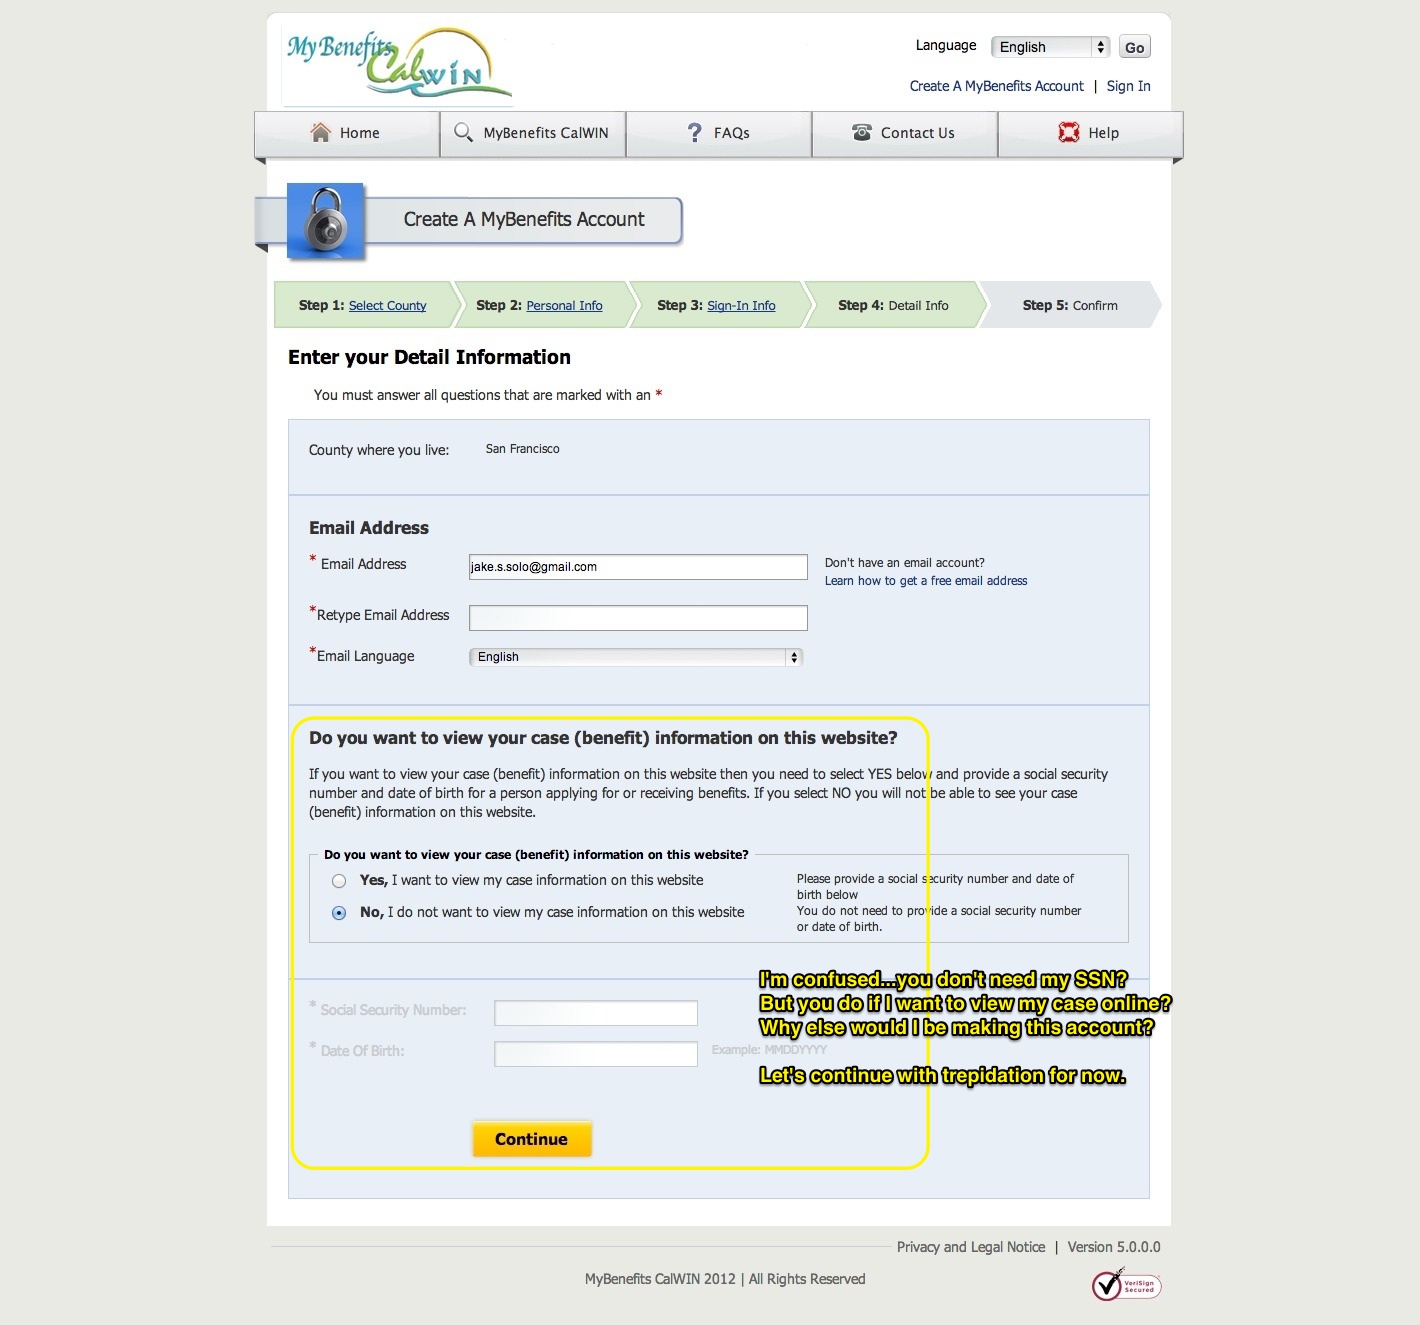 My Benefits
CalWIN
Language English Go
Create A MyBenefits Account | Sign In
Home MyBenefits CalWIN ? FAQs Contact Us Help
Create A MyBenefits Account
Step 1: Select County Step 2: Personal Info Step 3: Sign-In Info Step 4: Detail Info Step 5: Confirm
Enter your Detail Information
You must answer all questions that are marked with an *
County where you live: San Francisco
Email Address
* Email Address jake.s.solo@gmail.com Don't have an email account?
Learn how to get a free email address
*Retype Email Address
*Email Language English
Do you want to view your case (benefit) information on this website?
If you want to view your case (benefit) information on this website then you need to select YES below and provide a social security
number and date of birth for a person applying for or receiving benefits. If you select NO you will not be able to see your case
(benefit) information on this website.
Do you want to view your case (benefit) information on this website?
Yes, I want to view my case information on this website Please provide a social security number and date of
birth below
No, I do not want to view my case information on this website You do not need to provide a social security number
or date of birth.
I'm confused...you don't need my SSN?
But you do if I want to view my case online?
Why else would I be making this account?
Let's continue with trepidation for now.
* Social Security Number:
* Date Of Birth: Example: MMDDYYYY
Continue
Privacy and Legal Notice | Version 5.0.0.0
MyBenefits CalWIN 2012 | All Rights Reserved
VeriSign
Secured